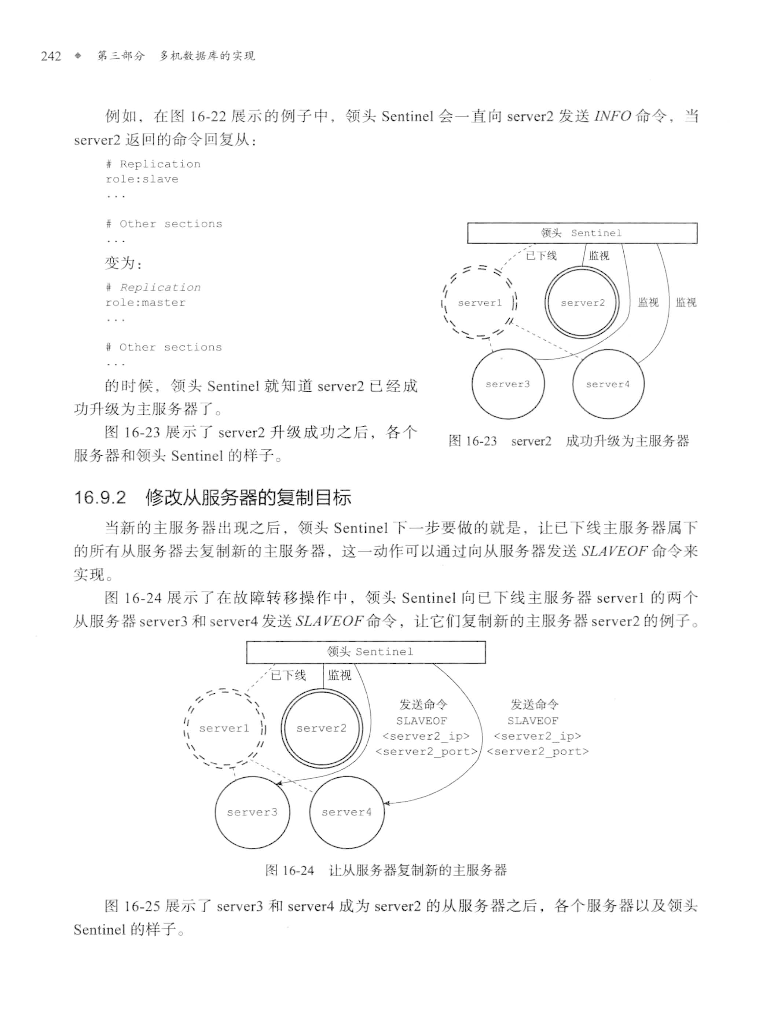 242 ◆ 第三部分 多机数据库的实现
例如，在图 16-22 展示的例子中，领头 Sentinel 会一直向 server2 发送 INFO 命令，当
server2 返回的命令回复从：
# Replication
role:slave
...
# Other sections
...
变为：
# Replication
role:master
...
# Other sections
...
的时候，领头 Sentinel 就知道 server2 已经成
功升级为主服务器了。
图 16-23 展示了 server2 升级成功之后，各个
服务器和领头 Sentinel 的样子。
领头 Sentinel
已下线
监视
server1
server2
监视
监视
server3
server4
图 16-23 server2 成功升级为主服务器
16.9.2 修改从服务器的复制目标
当新的主服务器出现之后，领头 Sentinel 下一步要做的就是，让已下线主服务器属下
的所有从服务器去复制新的主服务器，这一动作可以通过向从服务器发送 SLAVEOF 命令来
实现。
图 16-24 展示了在故障转移操作中，领头 Sentinel 向已下线主服务器 server1 的两个
从服务器 server3 和 server4 发送 SLAVEOF 命令，让它们复制新的主服务器 server2 的例子。
领头 Sentinel
已下线
监视
server1
server2
发送命令
SLAVEOF
<server2_ip>
<server2_port>
发送命令
SLAVEOF
<server2_ip>
<server2_port>
server3
server4
图 16-24 让从服务器复制新的主服务器
图 16-25 展示了 server3 和 server4 成为 server2 的从服务器之后，各个服务器以及领头
Sentinel 的样子。